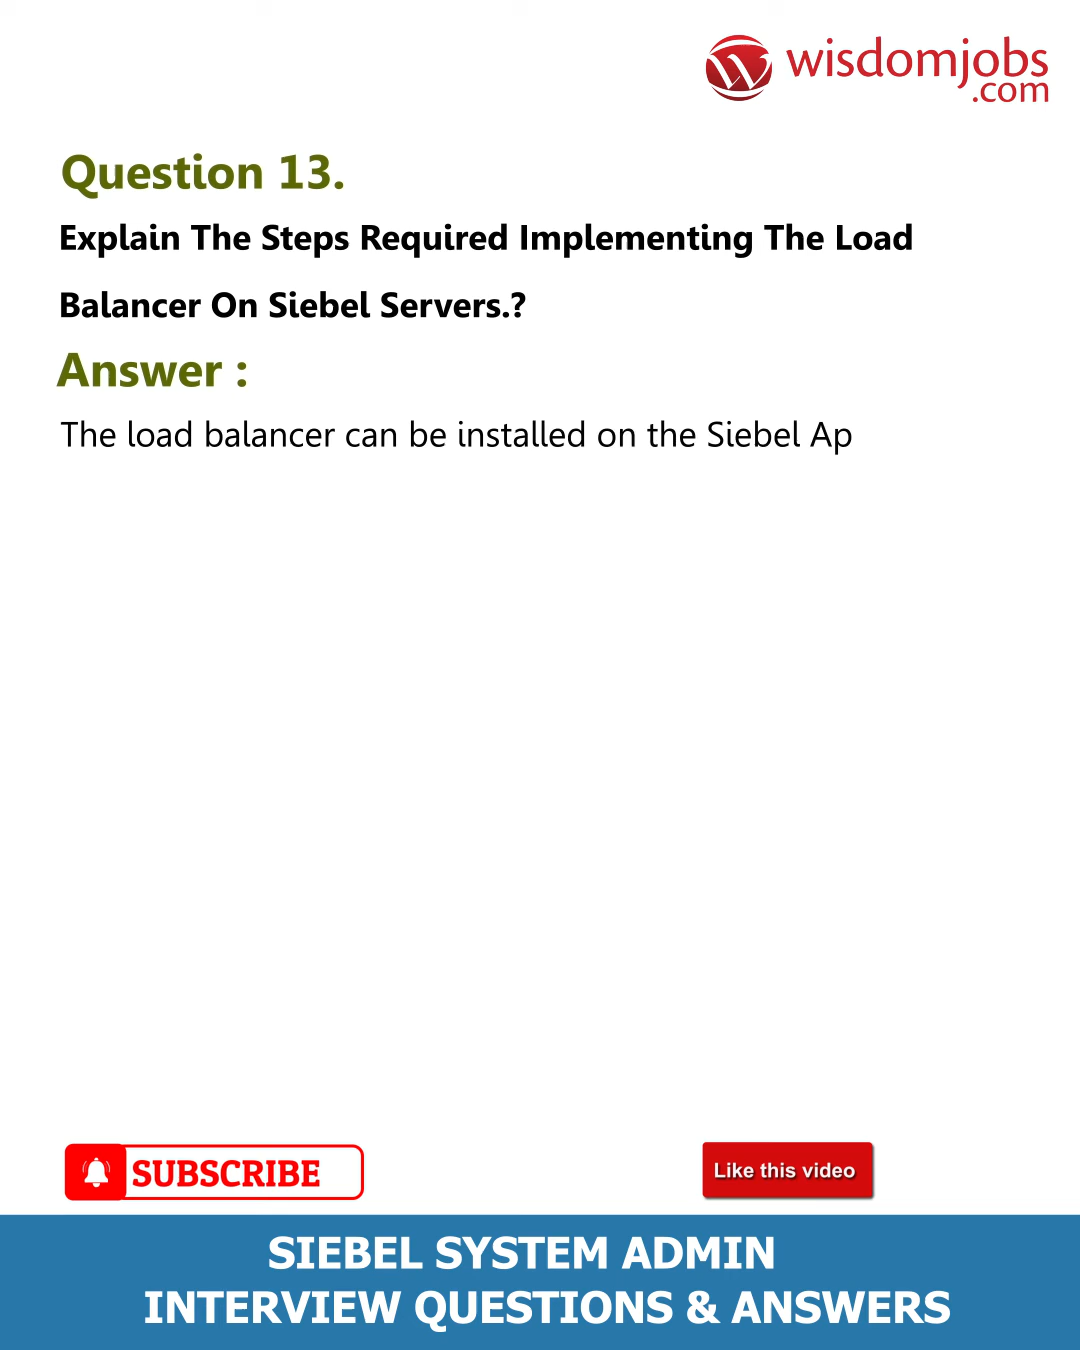 wisdomjobs
.com
Question 13.
Explain The Steps Required Implementing The Load
Balancer On Siebel Servers.?
Answer :
The load balancer can be installed on the Siebel Ap
SUBSCRIBE
Like this video
SIEBEL SYSTEM ADMIN
INTERVIEW QUESTIONS & ANSWERS